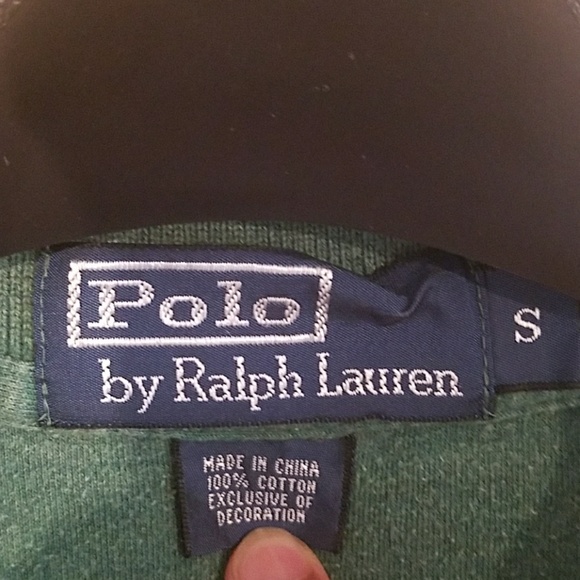 Polo
by Ralph Lauren
S
MADE IN CHINA
100% COTTON
EXCLUSIVE OF
DECORATION